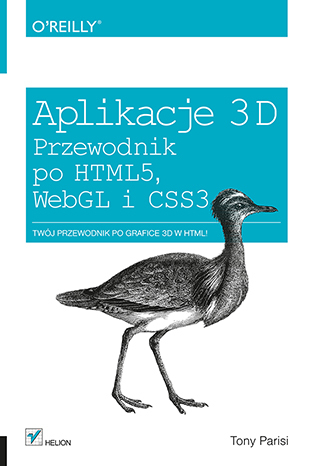 O'REILLY®
Aplikacje 3D
Przewodnik
po HTML5,
WebGL i CSS3
TWÓJ PRZEWODNIK PO GRAFICE 3D W HTML!
HELION
Tony Parisi